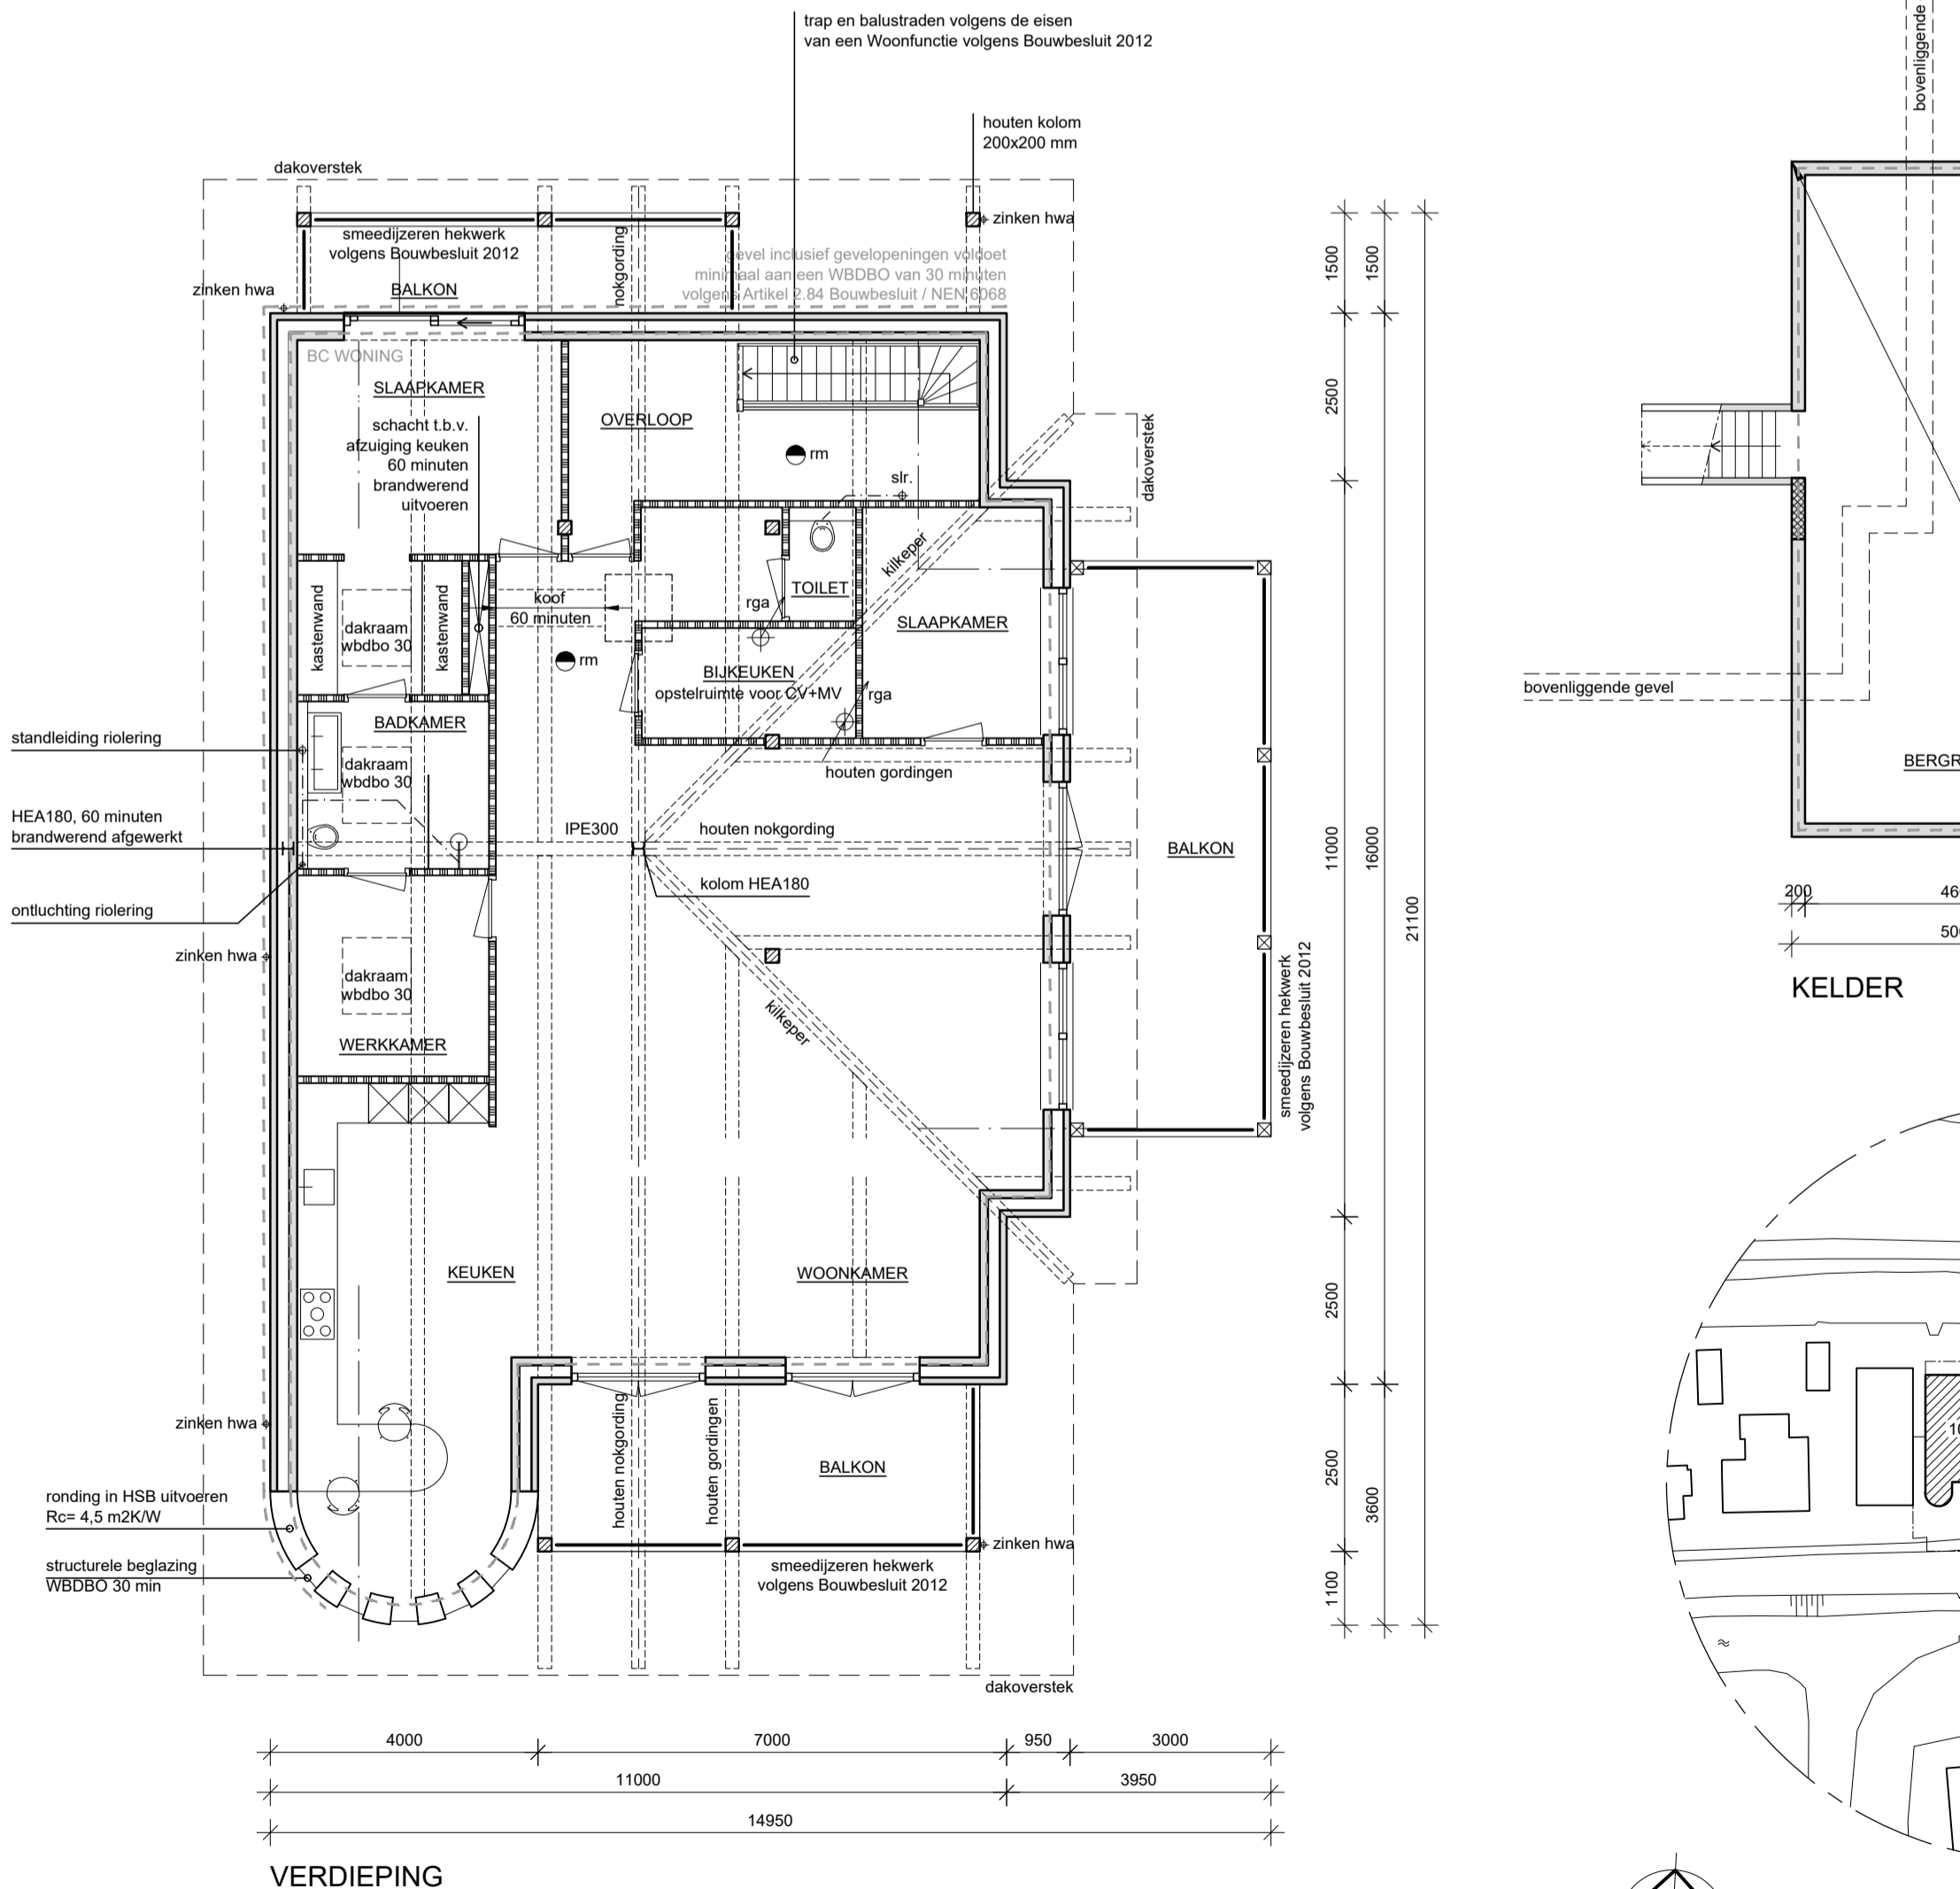 trap en balustraden volgens de eisen
van een Woonfunctie volgens Bouwbesluit 2012
houten kolom
200x200 mm
dakoverstek
zinken hwa
smeedijzeren hekwerk
volgens Bouwbesluit 2012
nokgording
gevel inclusief gevelopeningen voldoet
minimaal aan een WBDBO van 30 minuten
volgens Artikel 2.84 Bouwbesluit / NEN 6068
zinken hwa
BALKON
BC WONING
SLAAPKAMER
OVERLOOP
schacht t.b.v.
afzuiging keuken
60 minuten
brandwerend
uitvoeren
rm
slr.
dakoverstek
kilkeper
kastenwand
dakraam
wbdbo 30
kastenwand
koof
60 minuten
rm
TOILET
rga
SLAAPKAMER
BIJKEUKEN
opstelruimte voor CV+MV
rga
standleiding riolering
BADKAMER
dakraam
wbdbo 30
houten gordingen
HEA180, 60 minuten
brandwerend afgewerkt
IPE300
houten nokgording
BALKON
kolom HEA180
ontluchting riolering
zinken hwa
dakraam
wbdbo 30
kilkeper
WERKKAMER
smeedijzeren hekwerk
volgens Bouwbesluit 2012
KEUKEN
WOONKAMER
zinken hwa
houten nokgording
houten gordingen
BALKON
ronding in HSB uitvoeren
Rc= 4,5 m2K/W
structurele beglazing
WBDBO 30 min
zinken hwa
smeedijzeren hekwerk
volgens Bouwbesluit 2012
dakoverstek
1500
2500
11000
2500
2500
1100
1500
16000
3600
21100
4000
7000
950
3000
11000
3950
14950
VERDIEPING
bovenliggende
bovenliggende gevel
200
KELDER